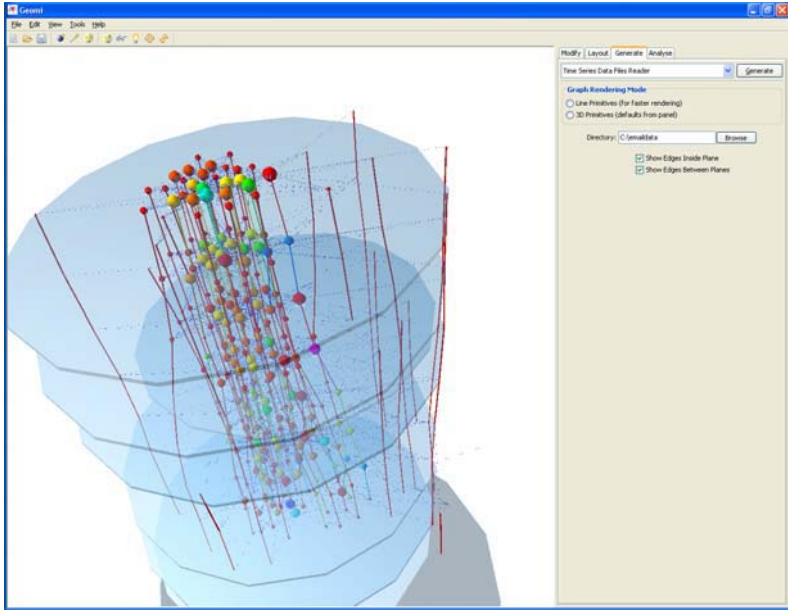 Geomi
File Edit View Tools Help
Modify Layout Generate Analyse
Time Series Data Files Reader Generate
Graph Rendering Mode
Line Primitives (for faster rendering)
3D Primitives (defaults from panel)
Directory: C:\emaildata Browse
Show Edges Inside Plane
Show Edges Between Planes